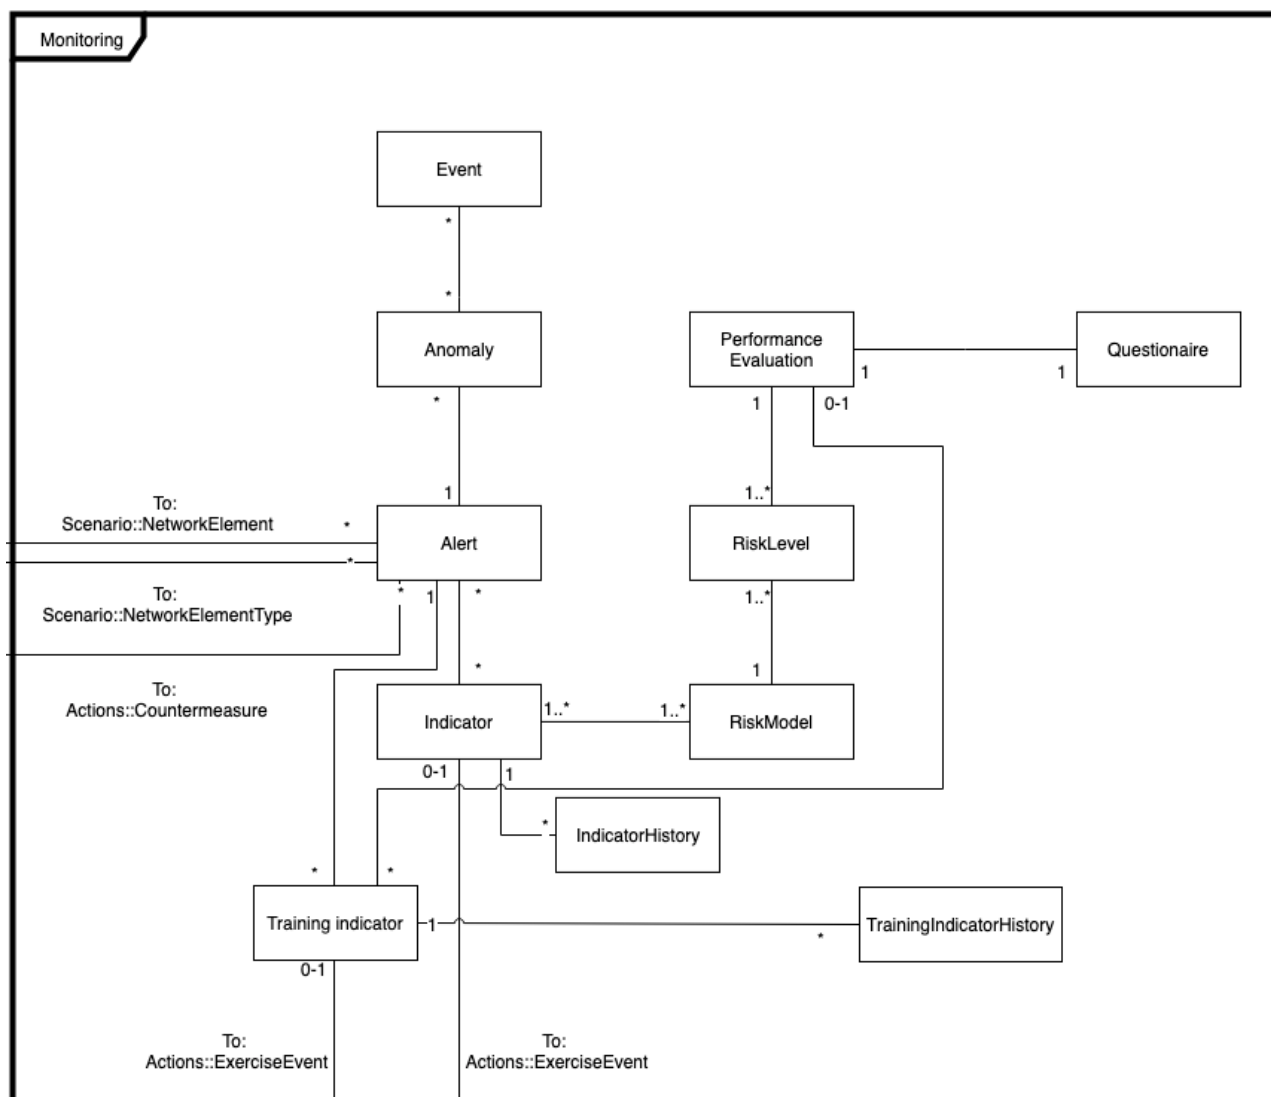 Monitoring
Event
*
*
Anomaly
*
1
Performance
Evaluation
1
0-1
1
1
Questionaire
To:
Scenario::NetworkElement
*
*
To:
Scenario::NetworkElementType
*
To:
Actions::Countermeasure
Alert
1
*
*
1..*
RiskLevel
1..*
1
Indicator
1..*
1..*
RiskModel
0-1
1
*
IndicatorHistory
*
*
Training indicator
1
*
TrainingIndicatorHistory
0-1
To:
Actions::ExerciseEvent
To:
Actions::ExerciseEvent